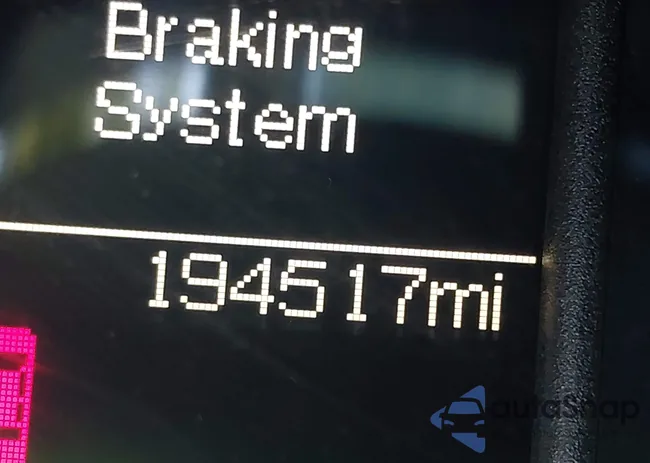 Braking
System
194517mi
autoSnap